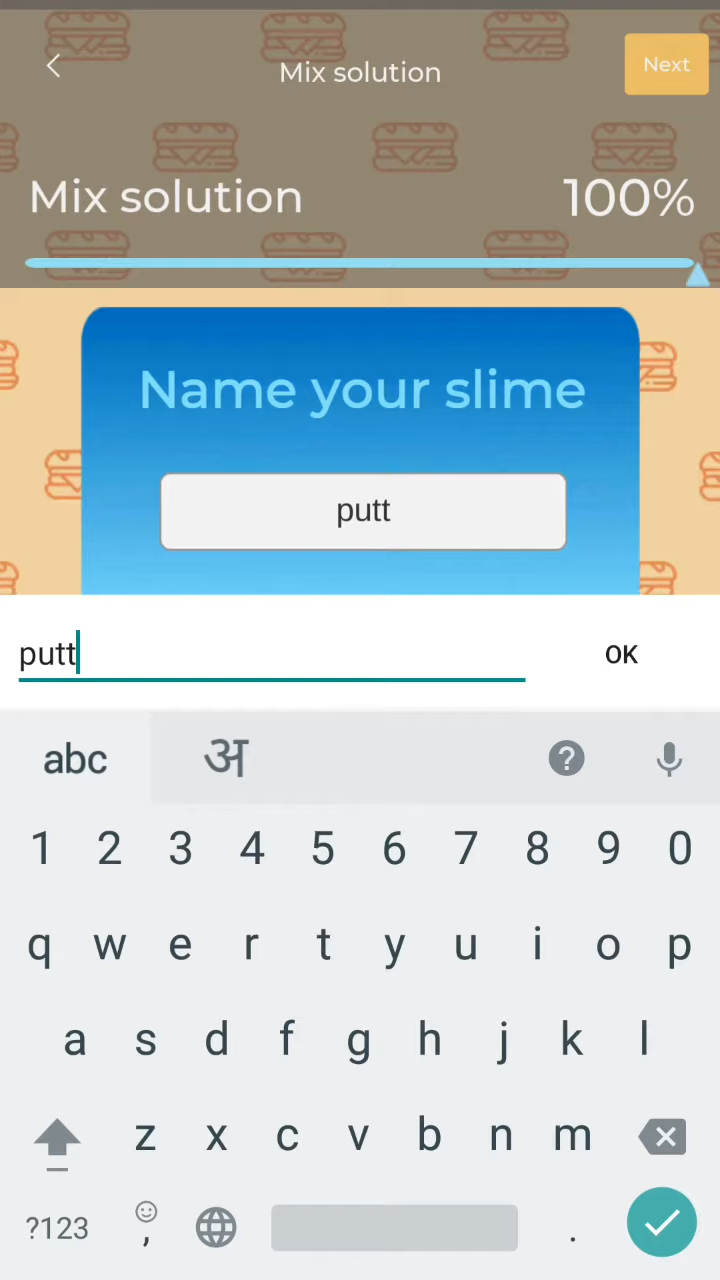 Mix solution
Next
Mix solution 100%
Name your slime
putt
putt OK
abc अ ?
1 2 3 4 5 6 7 8 9 0
q w e r t y u i o p
a s d f g h j k l
z x c v b n m
?123 , .